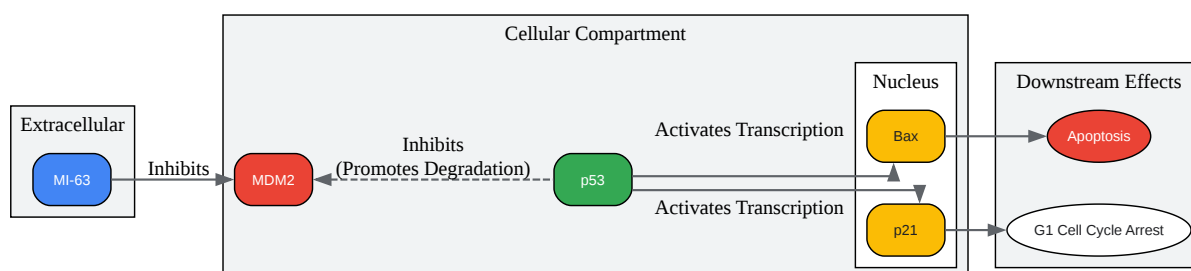 Cellular Compartment
Extracellular
MI-63
Inhibits
MDM2
Inhibits
(Promotes Degradation)
p53
Activates Transcription
Activates Transcription
Nucleus
Bax
p21
Downstream Effects
Apoptosis
G1 Cell Cycle Arrest